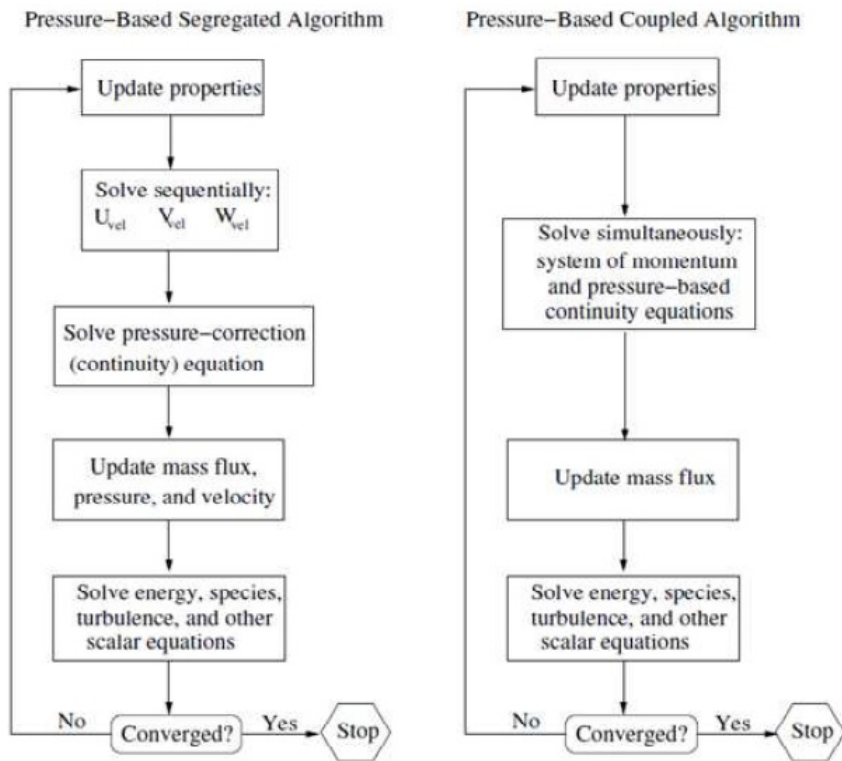 Pressure−Based Segregated Algorithm
Update properties
Solve sequentially:
U_vel V_vel W_vel
Solve pressure−correction
(continuity) equation
Update mass flux,
pressure, and velocity
Solve energy, species,
turbulence, and other
scalar equations
No
Converged?
Yes
Stop
Pressure−Based Coupled Algorithm
Update properties
Solve simultaneously:
system of momentum
and pressure−based
continuity equations
Update mass flux
Solve energy, species,
turbulence, and other
scalar equations
No
Converged?
Yes
Stop